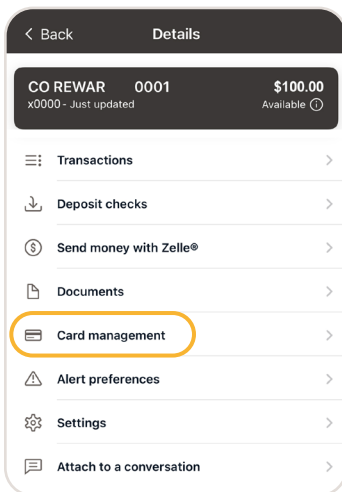 Back Details
CO REWAR 0001 $100.00
x0000 - Just updated Available
Transactions
Deposit checks
Send money with Zelle®
Documents
Card management
Alert preferences
Settings
Attach to a conversation